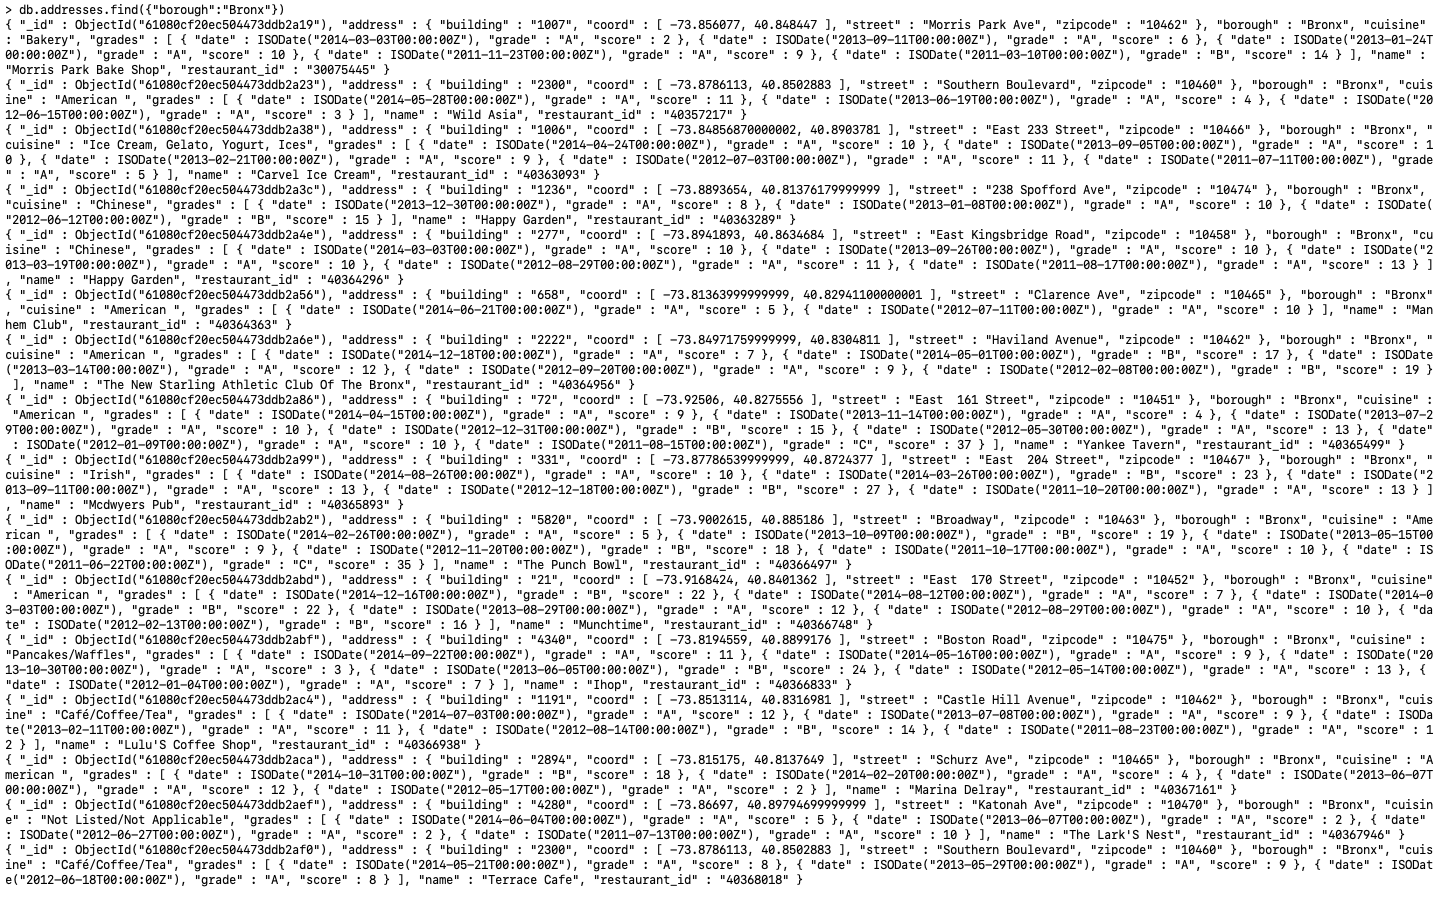 > db.addresses.find({"borough":"Bronx"})
{ "_id" : ObjectId("61080cf20ec504473ddb2a19"), "address" : { "building" : "1007", "coord" : [ -73.856077, 40.848447 ], "street" : "Morris Park Ave", "zipcode" : "10462" }, "borough" : "Bronx", "cuisine"
: "Bakery", "grades" : [ { "date" : ISODate("2014-03-03T00:00:00Z"), "grade" : "A", "score" : 2 }, { "date" : ISODate("2013-09-11T00:00:00Z"), "grade" : "A", "score" : 6 }, { "date" : ISODate("2013-01-24T
00:00:00Z"), "grade" : "A", "score" : 10 }, { "date" : ISODate("2011-11-23T00:00:00Z"), "grade" : "A", "score" : 9 }, { "date" : ISODate("2011-03-10T00:00:00Z"), "grade" : "B", "score" : 14 } ], "name" :
"Morris Park Bake Shop", "restaurant_id" : "30075445" }
{ "_id" : ObjectId("61080cf20ec504473ddb2a23"), "address" : { "building" : "2300", "coord" : [ -73.8786113, 40.8502883 ], "street" : "Southern Boulevard", "zipcode" : "10460" }, "borough" : "Bronx", "cuis
ine" : "American ", "grades" : [ { "date" : ISODate("2014-05-28T00:00:00Z"), "grade" : "A", "score" : 11 }, { "date" : ISODate("2013-06-19T00:00:00Z"), "grade" : "A", "score" : 4 }, { "date" : ISODate("20
12-06-15T00:00:00Z"), "grade" : "A", "score" : 3 } ], "name" : "Wild Asia", "restaurant_id" : "40357217" }
{ "_id" : ObjectId("61080cf20ec504473ddb2a38"), "address" : { "building" : "1006", "coord" : [ -73.84856870000002, 40.8903781 ], "street" : "East 233 Street", "zipcode" : "10466" }, "borough" : "Bronx", "
cuisine" : "Ice Cream, Gelato, Yogurt, Ices", "grades" : [ { "date" : ISODate("2014-04-24T00:00:00Z"), "grade" : "A", "score" : 10 }, { "date" : ISODate("2013-09-05T00:00:00Z"), "grade" : "A", "score" : 1
0 }, { "date" : ISODate("2013-02-21T00:00:00Z"), "grade" : "A", "score" : 9 }, { "date" : ISODate("2012-07-03T00:00:00Z"), "grade" : "A", "score" : 11 }, { "date" : ISODate("2011-07-11T00:00:00Z"), "grade
" : "A", "score" : 5 } ], "name" : "Carvel Ice Cream", "restaurant_id" : "40363093" }
{ "_id" : ObjectId("61080cf20ec504473ddb2a3c"), "address" : { "building" : "1236", "coord" : [ -73.8893654, 40.81376179999999 ], "street" : "238 Spofford Ave", "zipcode" : "10474" }, "borough" : "Bronx",
"cuisine" : "Chinese", "grades" : [ { "date" : ISODate("2013-12-30T00:00:00Z"), "grade" : "A", "score" : 8 }, { "date" : ISODate("2013-01-08T00:00:00Z"), "grade" : "A", "score" : 10 }, { "date" : ISODate(
"2012-06-12T00:00:00Z"), "grade" : "B", "score" : 15 } ], "name" : "Happy Garden", "restaurant_id" : "40363289" }
{ "_id" : ObjectId("61080cf20ec504473ddb2a4e"), "address" : { "building" : "277", "coord" : [ -73.8941893, 40.8634684 ], "street" : "East Kingsbridge Road", "zipcode" : "10458" }, "borough" : "Bronx", "cu
isine" : "Chinese", "grades" : [ { "date" : ISODate("2014-03-03T00:00:00Z"), "grade" : "A", "score" : 10 }, { "date" : ISODate("2013-09-26T00:00:00Z"), "grade" : "A", "score" : 10 }, { "date" : ISODate("2
013-03-19T00:00:00Z"), "grade" : "A", "score" : 10 }, { "date" : ISODate("2012-08-29T00:00:00Z"), "grade" : "A", "score" : 11 }, { "date" : ISODate("2011-08-17T00:00:00Z"), "grade" : "A", "score" : 13 } ]
, "name" : "Happy Garden", "restaurant_id" : "40364296" }
{ "_id" : ObjectId("61080cf20ec504473ddb2a56"), "address" : { "building" : "658", "coord" : [ -73.81363999999999, 40.82941100000001 ], "street" : "Clarence Ave", "zipcode" : "10465" }, "borough" : "Bronx"
, "cuisine" : "American ", "grades" : [ { "date" : ISODate("2014-06-21T00:00:00Z"), "grade" : "A", "score" : 5 }, { "date" : ISODate("2012-07-11T00:00:00Z"), "grade" : "A", "score" : 10 } ], "name" : "Man
hem Club", "restaurant_id" : "40364363" }
{ "_id" : ObjectId("61080cf20ec504473ddb2a6e"), "address" : { "building" : "2222", "coord" : [ -73.84971759999999, 40.8304811 ], "street" : "Haviland Avenue", "zipcode" : "10462" }, "borough" : "Bronx", "
cuisine" : "American ", "grades" : [ { "date" : ISODate("2014-12-18T00:00:00Z"), "grade" : "A", "score" : 7 }, { "date" : ISODate("2014-05-01T00:00:00Z"), "grade" : "B", "score" : 17 }, { "date" : ISODate
("2013-03-14T00:00:00Z"), "grade" : "A", "score" : 12 }, { "date" : ISODate("2012-09-20T00:00:00Z"), "grade" : "A", "score" : 9 }, { "date" : ISODate("2012-02-08T00:00:00Z"), "grade" : "B", "score" : 19 }
 ], "name" : "The New Starling Athletic Club Of The Bronx", "restaurant_id" : "40364956" }
{ "_id" : ObjectId("61080cf20ec504473ddb2a86"), "address" : { "building" : "72", "coord" : [ -73.92506, 40.8275556 ], "street" : "East  161 Street", "zipcode" : "10451" }, "borough" : "Bronx", "cuisine" :
 "American ", "grades" : [ { "date" : ISODate("2014-04-15T00:00:00Z"), "grade" : "A", "score" : 9 }, { "date" : ISODate("2013-11-14T00:00:00Z"), "grade" : "A", "score" : 4 }, { "date" : ISODate("2013-07-2
9T00:00:00Z"), "grade" : "A", "score" : 10 }, { "date" : ISODate("2012-12-31T00:00:00Z"), "grade" : "B", "score" : 15 }, { "date" : ISODate("2012-05-30T00:00:00Z"), "grade" : "A", "score" : 13 }, { "date"
 : ISODate("2012-01-09T00:00:00Z"), "grade" : "A", "score" : 10 }, { "date" : ISODate("2011-08-15T00:00:00Z"), "grade" : "C", "score" : 37 } ], "name" : "Yankee Tavern", "restaurant_id" : "40365499" }
{ "_id" : ObjectId("61080cf20ec504473ddb2a99"), "address" : { "building" : "331", "coord" : [ -73.87786539999999, 40.8724377 ], "street" : "East  204 Street", "zipcode" : "10467" }, "borough" : "Bronx", "
cuisine" : "Irish", "grades" : [ { "date" : ISODate("2014-08-26T00:00:00Z"), "grade" : "A", "score" : 10 }, { "date" : ISODate("2014-03-26T00:00:00Z"), "grade" : "B", "score" : 23 }, { "date" : ISODate("2
013-09-11T00:00:00Z"), "grade" : "A", "score" : 13 }, { "date" : ISODate("2012-12-18T00:00:00Z"), "grade" : "B", "score" : 27 }, { "date" : ISODate("2011-10-20T00:00:00Z"), "grade" : "A", "score" : 13 } ]
, "name" : "Mcdwyers Pub", "restaurant_id" : "40365893" }
{ "_id" : ObjectId("61080cf20ec504473ddb2ab2"), "address" : { "building" : "5820", "coord" : [ -73.9002615, 40.885186 ], "street" : "Broadway", "zipcode" : "10463" }, "borough" : "Bronx", "cuisine" : "Ame
rican ", "grades" : [ { "date" : ISODate("2014-02-26T00:00:00Z"), "grade" : "A", "score" : 5 }, { "date" : ISODate("2013-10-09T00:00:00Z"), "grade" : "B", "score" : 19 }, { "date" : ISODate("2013-05-15T00
:00:00Z"), "grade" : "A", "score" : 9 }, { "date" : ISODate("2012-11-20T00:00:00Z"), "grade" : "B", "score" : 18 }, { "date" : ISODate("2011-10-17T00:00:00Z"), "grade" : "A", "score" : 10 }, { "date" : IS
ODate("2011-06-22T00:00:00Z"), "grade" : "C", "score" : 35 } ], "name" : "The Punch Bowl", "restaurant_id" : "40366497" }
{ "_id" : ObjectId("61080cf20ec504473ddb2abd"), "address" : { "building" : "21", "coord" : [ -73.9168424, 40.8401362 ], "street" : "East  170 Street", "zipcode" : "10452" }, "borough" : "Bronx", "cuisine"
 : "American ", "grades" : [ { "date" : ISODate("2014-12-16T00:00:00Z"), "grade" : "B", "score" : 22 }, { "date" : ISODate("2014-08-12T00:00:00Z"), "grade" : "A", "score" : 7 }, { "date" : ISODate("2014-0
3-03T00:00:00Z"), "grade" : "B", "score" : 22 }, { "date" : ISODate("2013-08-29T00:00:00Z"), "grade" : "A", "score" : 12 }, { "date" : ISODate("2012-08-29T00:00:00Z"), "grade" : "A", "score" : 10 }, { "da
te" : ISODate("2012-02-13T00:00:00Z"), "grade" : "B", "score" : 16 } ], "name" : "Munchtime", "restaurant_id" : "40366748" }
{ "_id" : ObjectId("61080cf20ec504473ddb2abf"), "address" : { "building" : "4340", "coord" : [ -73.8194559, 40.8899176 ], "street" : "Boston Road", "zipcode" : "10475" }, "borough" : "Bronx", "cuisine" :
"Pancakes/Waffles", "grades" : [ { "date" : ISODate("2014-09-22T00:00:00Z"), "grade" : "A", "score" : 11 }, { "date" : ISODate("2014-05-16T00:00:00Z"), "grade" : "A", "score" : 9 }, { "date" : ISODate("20
13-10-30T00:00:00Z"), "grade" : "A", "score" : 3 }, { "date" : ISODate("2013-06-05T00:00:00Z"), "grade" : "B", "score" : 24 }, { "date" : ISODate("2012-05-14T00:00:00Z"), "grade" : "A", "score" : 13 }, {
"date" : ISODate("2012-01-04T00:00:00Z"), "grade" : "A", "score" : 7 } ], "name" : "Ihop", "restaurant_id" : "40366833" }
{ "_id" : ObjectId("61080cf20ec504473ddb2ac4"), "address" : { "building" : "1191", "coord" : [ -73.8513114, 40.8316981 ], "street" : "Castle Hill Avenue", "zipcode" : "10462" }, "borough" : "Bronx", "cuis
ine" : "Café/Coffee/Tea", "grades" : [ { "date" : ISODate("2014-07-03T00:00:00Z"), "grade" : "A", "score" : 12 }, { "date" : ISODate("2013-07-08T00:00:00Z"), "grade" : "A", "score" : 9 }, { "date" : ISODa
te("2013-02-11T00:00:00Z"), "grade" : "A", "score" : 11 }, { "date" : ISODate("2012-08-14T00:00:00Z"), "grade" : "B", "score" : 14 }, { "date" : ISODate("2011-08-23T00:00:00Z"), "grade" : "A", "score" : 1
2 } ], "name" : "Lulu'S Coffee Shop", "restaurant_id" : "40366938" }
{ "_id" : ObjectId("61080cf20ec504473ddb2aca"), "address" : { "building" : "2894", "coord" : [ -73.815175, 40.8137649 ], "street" : "Schurz Ave", "zipcode" : "10465" }, "borough" : "Bronx", "cuisine" : "A
merican ", "grades" : [ { "date" : ISODate("2014-10-31T00:00:00Z"), "grade" : "B", "score" : 18 }, { "date" : ISODate("2014-02-20T00:00:00Z"), "grade" : "A", "score" : 4 }, { "date" : ISODate("2013-06-07T
00:00:00Z"), "grade" : "A", "score" : 12 }, { "date" : ISODate("2012-05-17T00:00:00Z"), "grade" : "A", "score" : 2 } ], "name" : "Marina Delray", "restaurant_id" : "40367161" }
{ "_id" : ObjectId("61080cf20ec504473ddb2aef"), "address" : { "building" : "4280", "coord" : [ -73.86697, 40.89794699999999 ], "street" : "Katonah Ave", "zipcode" : "10470" }, "borough" : "Bronx", "cuisin
e" : "Not Listed/Not Applicable", "grades" : [ { "date" : ISODate("2014-06-04T00:00:00Z"), "grade" : "A", "score" : 5 }, { "date" : ISODate("2013-06-07T00:00:00Z"), "grade" : "A", "score" : 2 }, { "date"
: ISODate("2012-06-27T00:00:00Z"), "grade" : "A", "score" : 2 }, { "date" : ISODate("2011-07-13T00:00:00Z"), "grade" : "A", "score" : 10 } ], "name" : "The Lark'S Nest", "restaurant_id" : "40367946" }
{ "_id" : ObjectId("61080cf20ec504473ddb2af0"), "address" : { "building" : "2300", "coord" : [ -73.8786113, 40.8502883 ], "street" : "Southern Boulevard", "zipcode" : "10460" }, "borough" : "Bronx", "cuis
ine" : "Café/Coffee/Tea", "grades" : [ { "date" : ISODate("2014-05-21T00:00:00Z"), "grade" : "A", "score" : 8 }, { "date" : ISODate("2013-05-29T00:00:00Z"), "grade" : "A", "score" : 9 }, { "date" : ISODat
e("2012-06-18T00:00:00Z"), "grade" : "A", "score" : 8 } ], "name" : "Terrace Cafe", "restaurant_id" : "40368018" }